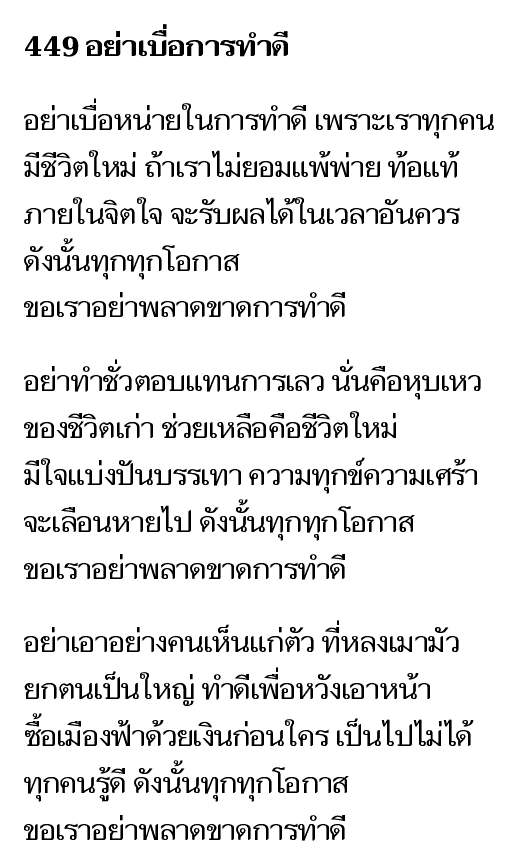 449 อย่าเบื่อการทำดี
อย่าเบื่อหน่ายในการทำดี เพราะเราทุกคน
มีชีวิตใหม่ ถ้าเราไม่ยอมแพ้พ่าย ท้อแท้
ภายในจิตใจ จะรับผลได้ในเวลาอันควร
ดังนั้นทุกทุกโอกาส
ขอเราอย่าพลาดขาดการทำดี
อย่าทำชั่วตอบแทนการเลว นั่นคือหุบเหว
ของชีวิตเก่า ช่วยเหลือคือชีวิตใหม่
มีใจแบ่งปันบรรเทา ความทุกข์ความเศร้า
จะเลือนหายไป ดังนั้นทุกทุกโอกาส
ขอเราอย่าพลาดขาดการทำดี
อย่าเอาอย่างคนเห็นแก่ตัว ที่หลงเมามัว
ยกตนเป็นใหญ่ ทำดีเพื่อหวังเอาหน้า
ซื้อเมืองฟ้าด้วยเงินก่อนใคร เป็นไปไม่ได้
ทุกคนรู้ดี ดังนั้นทุกทุกโอกาส
ขอเราอย่าพลาดขาดการทำดี